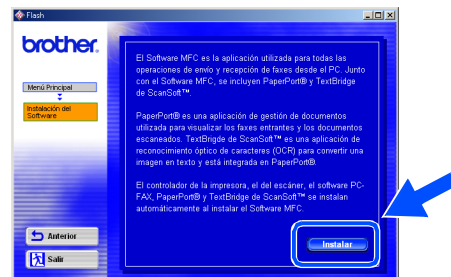 Flash
brother.
Menú Principal
Instalación del
Software
El Software MFC es la aplicación utilizada para todas las
operaciones de envío y recepción de faxes desde el PC. Junto
con el Software MFC, se incluyen PaperPort® y TextBridge
de ScanSoft™.
PaperPort® es una aplicación de gestión de documentos
utilizada para visualizar los faxes entrantes y los documentos
escaneados. TextBrigde de ScanSoft™ es una aplicación de
reconocimiento óptico de caracteres (OCR) para convertir una
imagen en texto y está integrada en PaperPort®.
El controlador de la impresora, el del escáner, el software PC-
FAX, PaperPort® y TextBridge de ScanSoft™ se instalan
automáticamente al instalar el Software MFC.
Anterior
Salir
Instalar